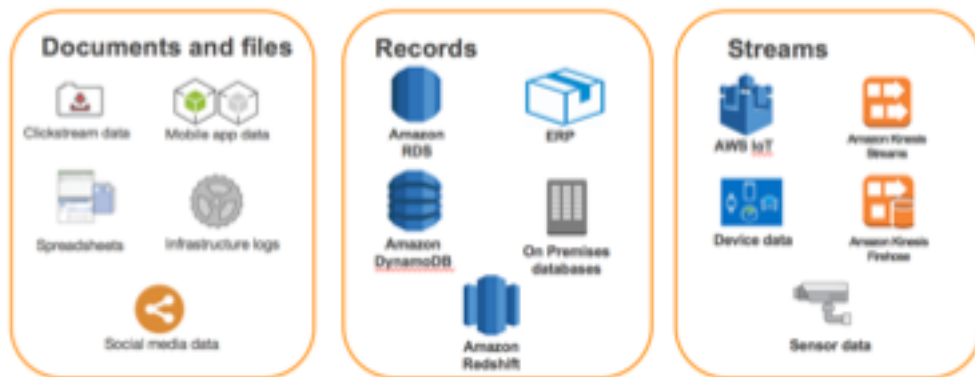 Documents and files
Clickstream data
Mobile app data
Spreadsheets
Infrastructure logs
Social media data
Records
Amazon
RDS
ERP
Amazon
DynamoDB
On Premises
databases
Amazon
Redshift
Streams
AWS IoT
Amazon Kinesis
Streams
Device data
Amazon Kinesis
Firehose
Sensor data